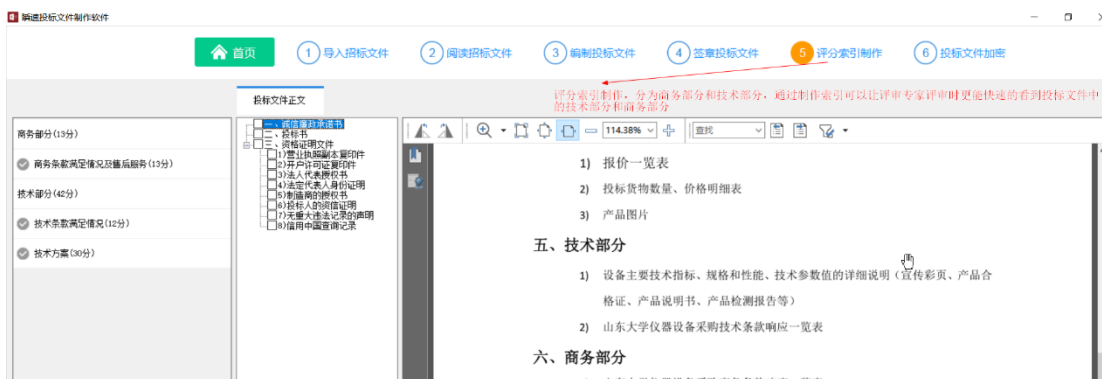 瞬速投标文件制作软件
首页
1 导入招标文件
2 阅读招标文件
3 编制投标文件
4 签章投标文件
5 评分索引制作
6 投标文件加密
评分索引制作，分为商务部分和技术部分，通过制作索引可以让评审专家评审时更能快速的看到投标文件中
的技术部分和商务部分
投标文件正文
商务部分(13分)
商务条款满足情况及售后服务(13分)
技术部分(42分)
技术条款满足情况(12分)
技术方案(30分)
一、诚信廉政承诺书
二、投标书
三、资格证明文件
1)营业执照副本复印件
2)开户许可证复印件
3)法人代表授权书
4)法定代表人身份证明
5)制造商的授权书
6)投标人的资信证明
7)无重大违法记录的声明
8)信用中国查询记录
114.38%
查找
1) 报价一览表
2) 投标货物数量、价格明细表
3) 产品图片
五、技术部分
1) 设备主要技术指标、规格和性能、技术参数值的详细说明（宣传彩页、产品合
格证、产品说明书、产品检测报告等）
2) 山东大学仪器设备采购技术条款响应一览表
六、商务部分